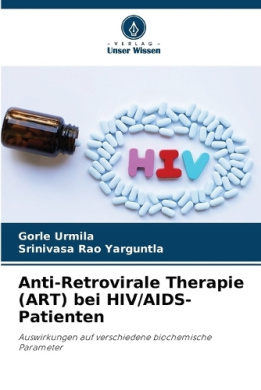 VERLAG
Unser Wissen
HIV
Gorle Urmila
Srinivasa Rao Yarguntla
Anti-Retrovirale Therapie
(ART) bei HIV/AIDS-
Patienten
Auswirkungen auf verschiedene biochemische
Parameter